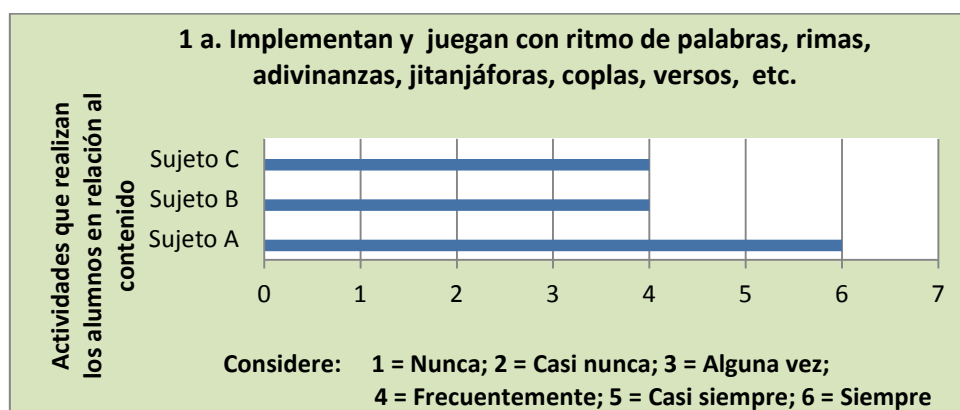 1 a. Implementan y juegan con ritmo de palabras, rimas,
adivinanzas, jitanjáforas, coplas, versos, etc.
Actividades que realizan
los alumnos en relación al
contenido
Sujeto C
Sujeto B
Sujeto A
0 1 2 3 4 5 6 7
Considere: 1 = Nunca; 2 = Casi nunca; 3 = Alguna vez;
4 = Frecuentemente; 5 = Casi siempre; 6 = Siempre